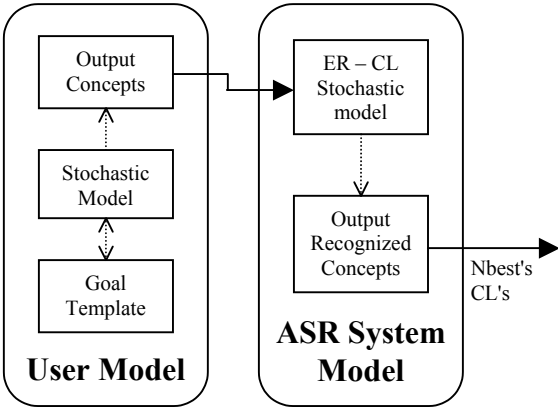 Output
Concepts
Stochastic
Model
Goal
Template
User Model
ER – CL
Stochastic
model
Output
Recognized
Concepts
ASR System
Model
Nbest's
CL's